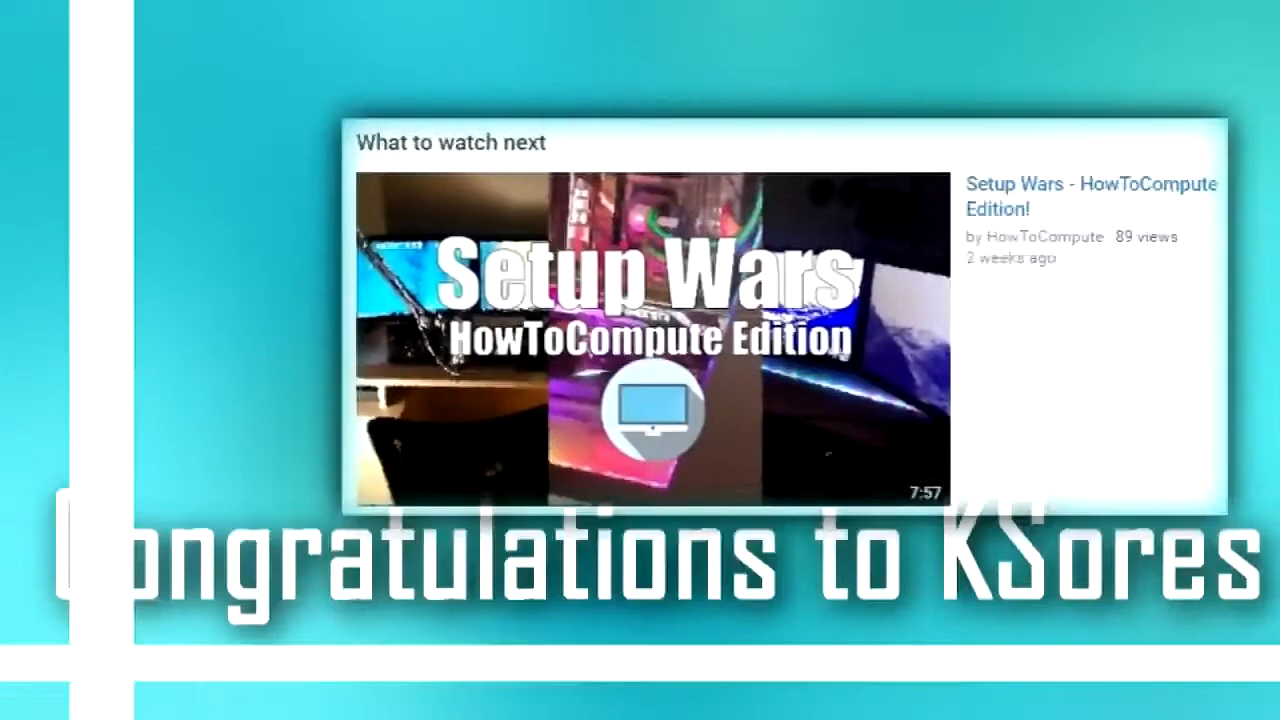 What to watch next
Setup Wars - HowToCompute
Edition!
by HowToCompute 89 views
2 weeks ago
Setup Wars
HowToCompute Edition
7:57
Congratulations to KSores